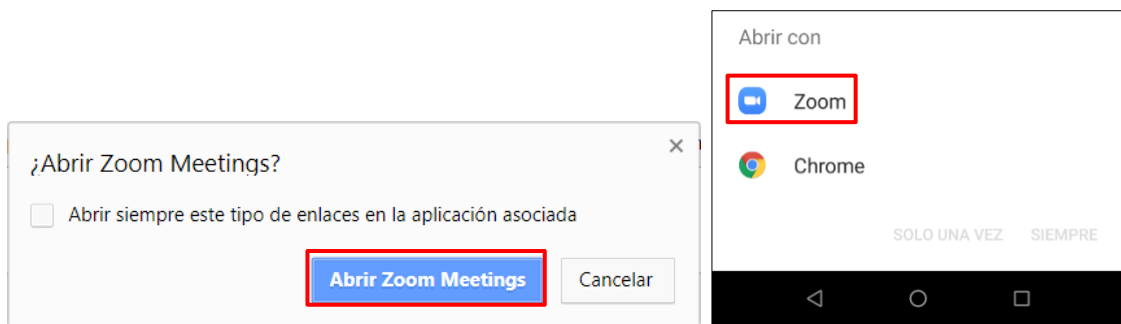 ¿Abrir Zoom Meetings?
Abrir siempre este tipo de enlaces en la aplicación asociada
Abrir Zoom Meetings
Cancelar
Abrir con
Zoom
Chrome
SOLO UNA VEZ SIEMPRE